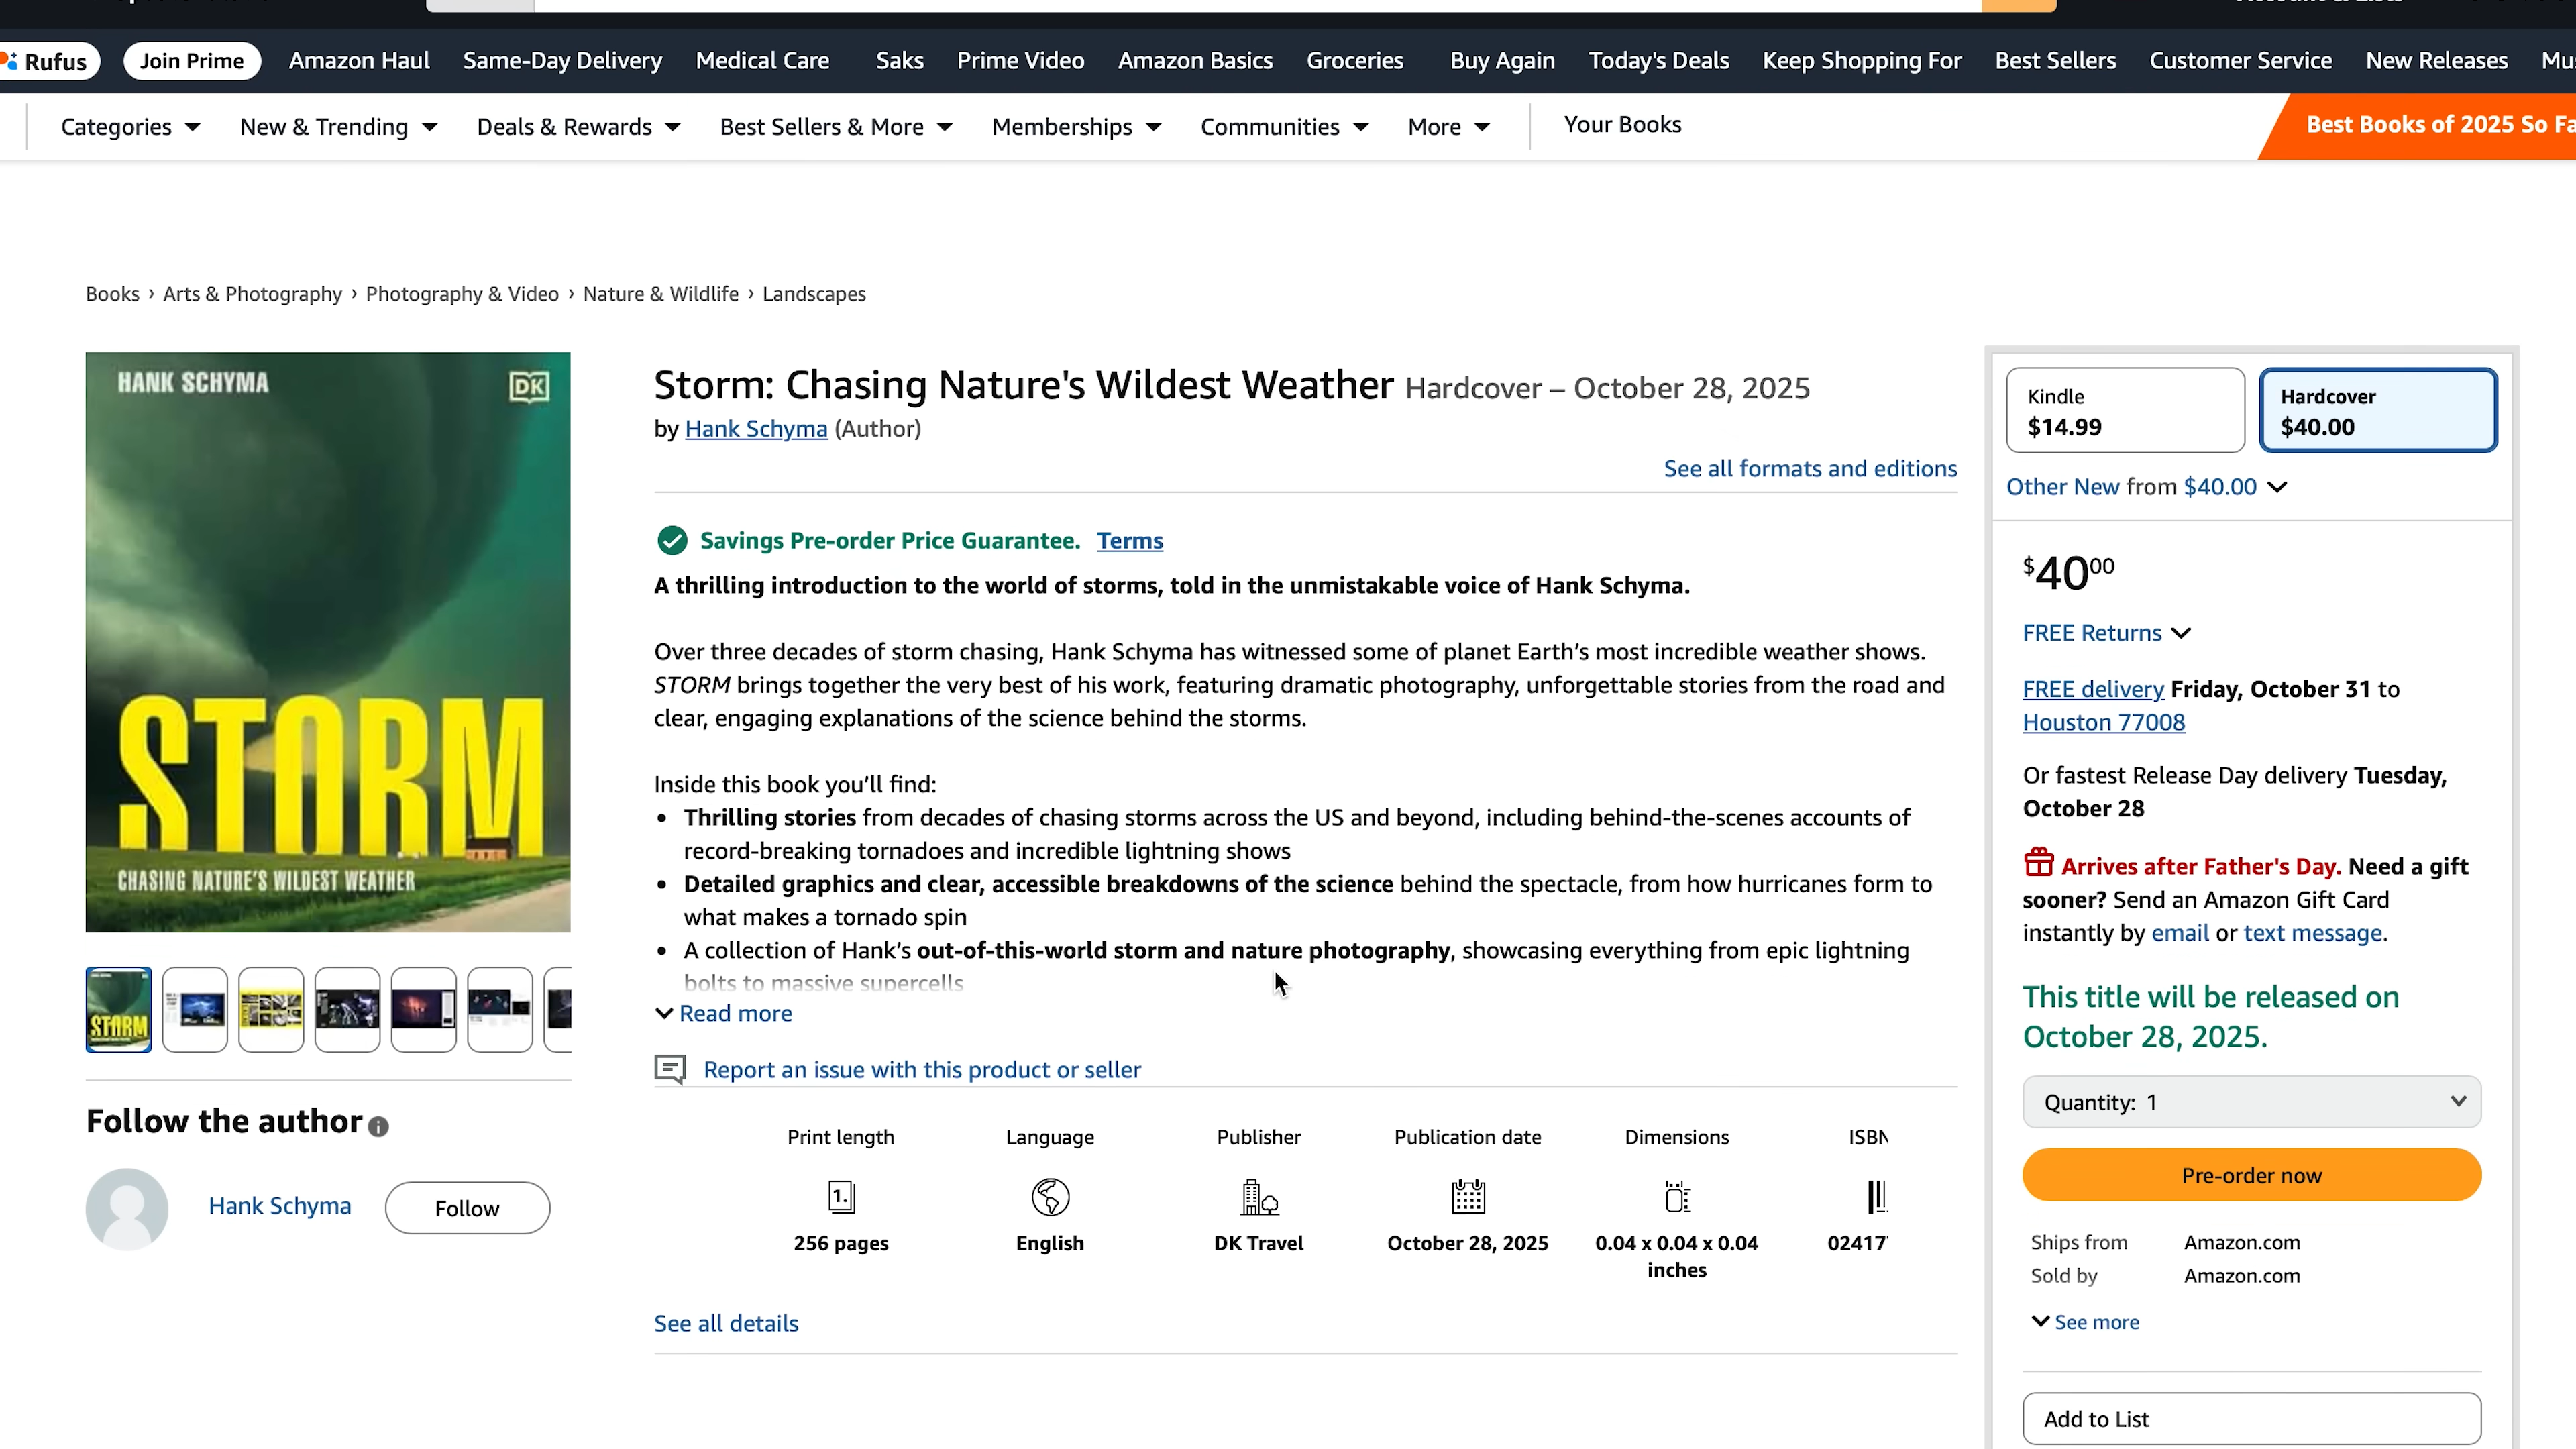 Rufus
Join Prime
Amazon Haul
Same-Day Delivery
Medical Care
Saks
Prime Video
Amazon Basics
Groceries
Buy Again
Today's Deals
Keep Shopping For
Best Sellers
Customer Service
New Releases
Categories
New & Trending
Deals & Rewards
Best Sellers & More
Memberships
Communities
More
Your Books
Best Books of 2025 So
Books › Arts & Photography › Photography & Video › Nature & Wildlife › Landscapes
HANK SCHYMA
DK
STORM
CHASING NATURE'S WILDEST WEATHER
Follow the author
Hank Schyma
Follow
Storm: Chasing Nature's Wildest Weather Hardcover – October 28, 2025
by Hank Schyma (Author)
See all formats and editions
Savings Pre-order Price Guarantee. Terms
A thrilling introduction to the world of storms, told in the unmistakable voice of Hank Schyma.
Over three decades of storm chasing, Hank Schyma has witnessed some of planet Earth’s most incredible weather shows.
STORM brings together the very best of his work, featuring dramatic photography, unforgettable stories from the road and
clear, engaging explanations of the science behind the storms.
Inside this book you’ll find:
• Thrilling stories from decades of chasing storms across the US and beyond, including behind-the-scenes accounts of
record-breaking tornadoes and incredible lightning shows
• Detailed graphics and clear, accessible breakdowns of the science behind the spectacle, from how hurricanes form to
what makes a tornado spin
• A collection of Hank’s out-of-this-world storm and nature photography, showcasing everything from epic lightning
bolts to massive supercells
Read more
Report an issue with this product or seller
Print length
256 pages
Language
English
Publisher
DK Travel
Publication date
October 28, 2025
Dimensions
0.04 x 0.04 x 0.04
inches
ISBN
02417
See all details
Kindle
$14.99
Hardcover
$40.00
Other New from $40.00
$40 00
FREE Returns
FREE delivery Friday, October 31 to
Houston 77008
Or fastest Release Day delivery Tuesday,
October 28
Arrives after Father's Day. Need a gift
sooner? Send an Amazon Gift Card
instantly by email or text message.
This title will be released on
October 28, 2025.
Quantity: 1
Pre-order now
Ships from Amazon.com
Sold by Amazon.com
See more
Add to List